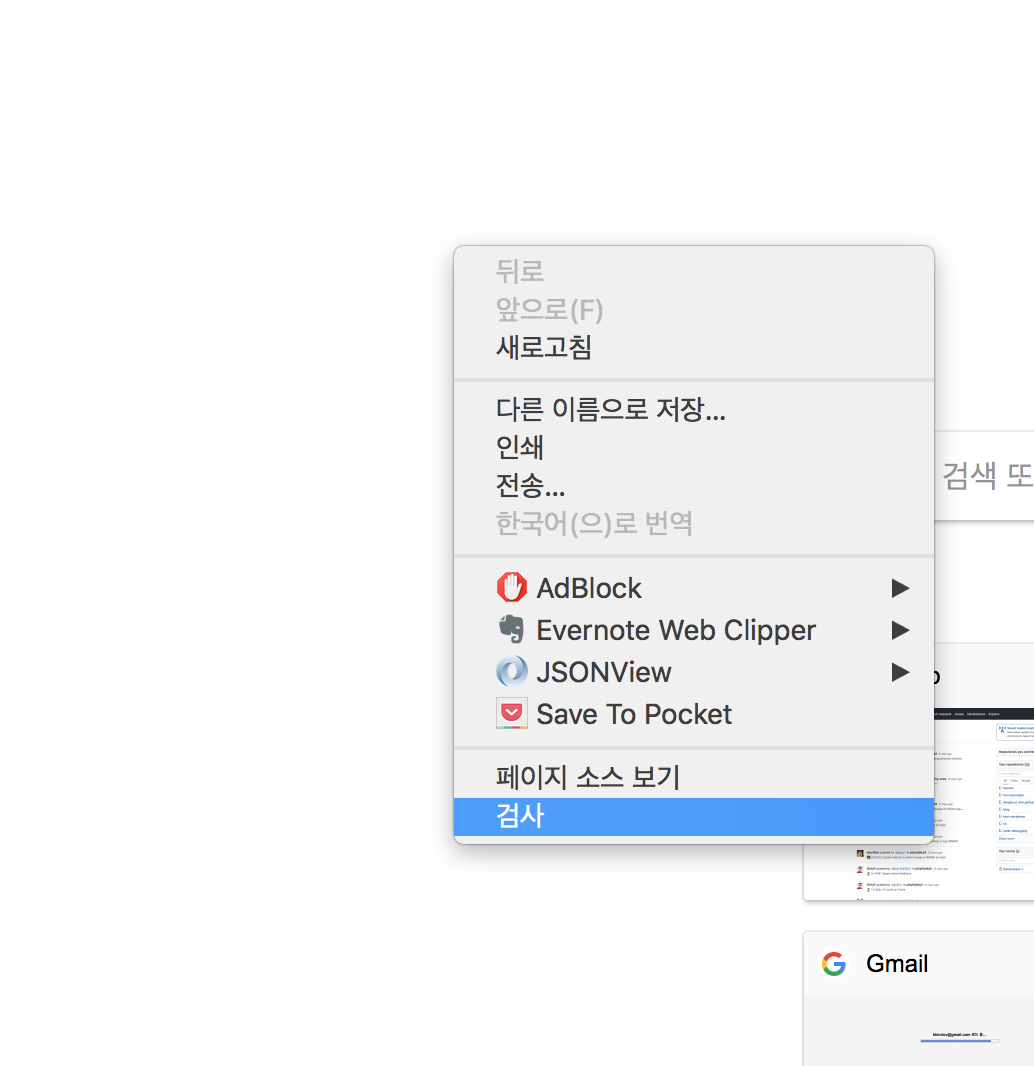 뒤로
앞으로(F)
새로고침
다른 이름으로 저장...
인쇄
전송...
한국어(으)로 번역
검색 또
AdBlock
Evernote Web Clipper
JSONView
Save To Pocket
페이지 소스 보기
검사
Gmail